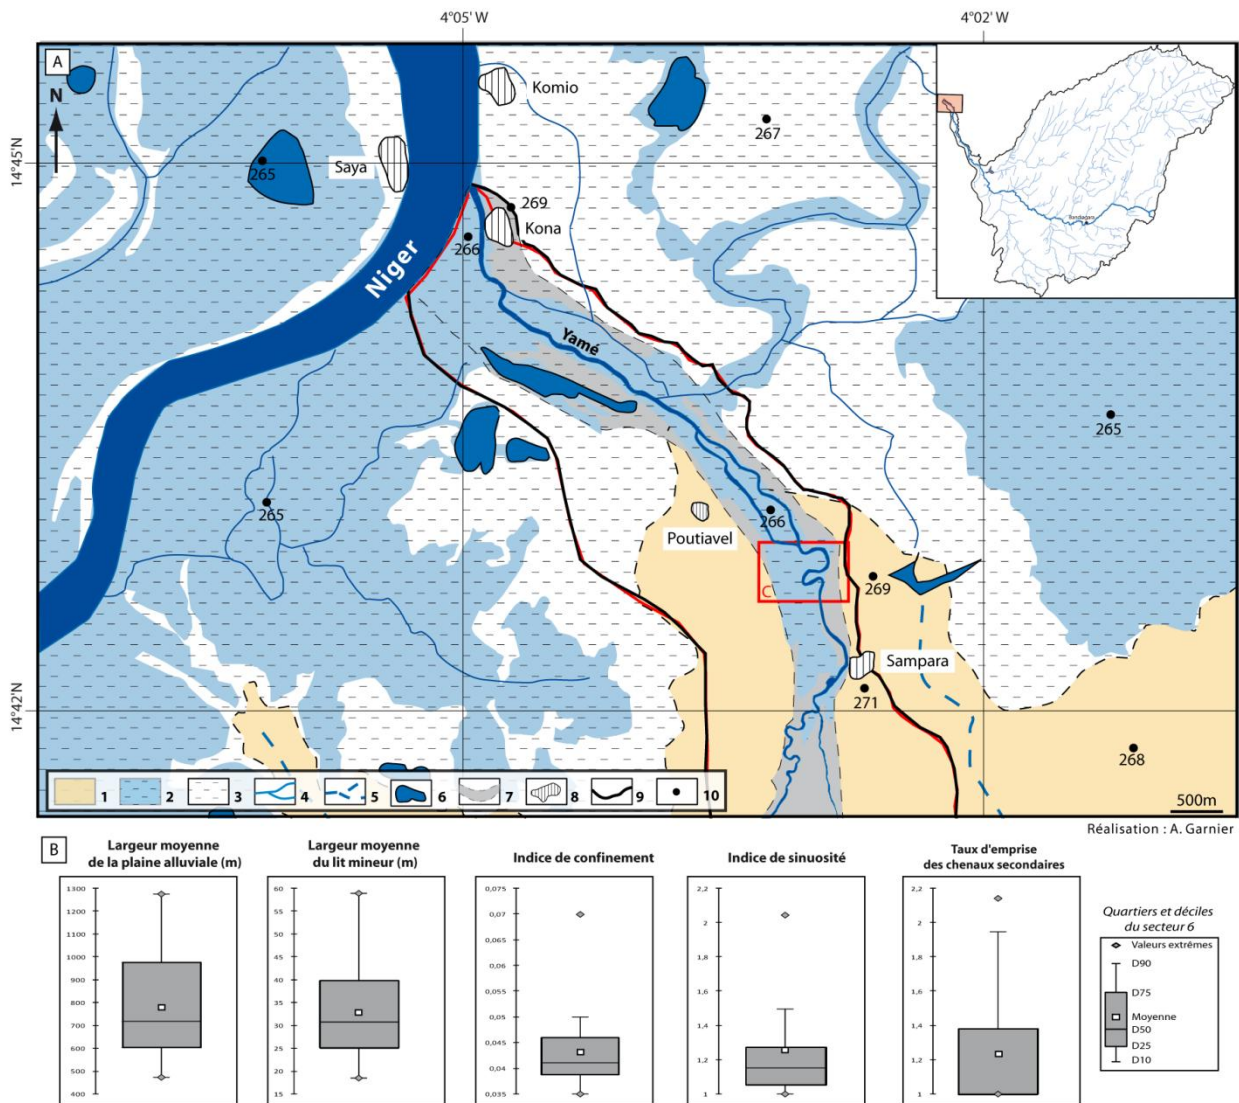 4°05' W
4°02' W
A
N
Komio
267
14°45'N
Saya
265
269
Kona
266
Niger
Yamé
265
265
266
Poutiavel
C
269
Sampara
271
14°42'N
268
1 2 3 4 5 6 7 8 9 10
500m
Réalisation : A. Garnier
B
Largeur moyenne
de la plaine alluviale (m)
1300
1200
1100
1000
900
800
700
600
500
400
Largeur moyenne
du lit mineur (m)
60
55
50
45
40
35
30
25
20
15
Indice de confinement
0,075
0,07
0,065
0,06
0,055
0,05
0,045
0,04
0,035
Indice de sinuosité
2,2
2
1,8
1,6
1,4
1,2
1
Taux d'emprise
des chenaux secondaires
2,2
2
1,8
1,6
1,4
1,2
1
Quartiers et déciles
du secteur 6
Valeurs extrêmes
D90
D75
Moyenne
D50
D25
D10